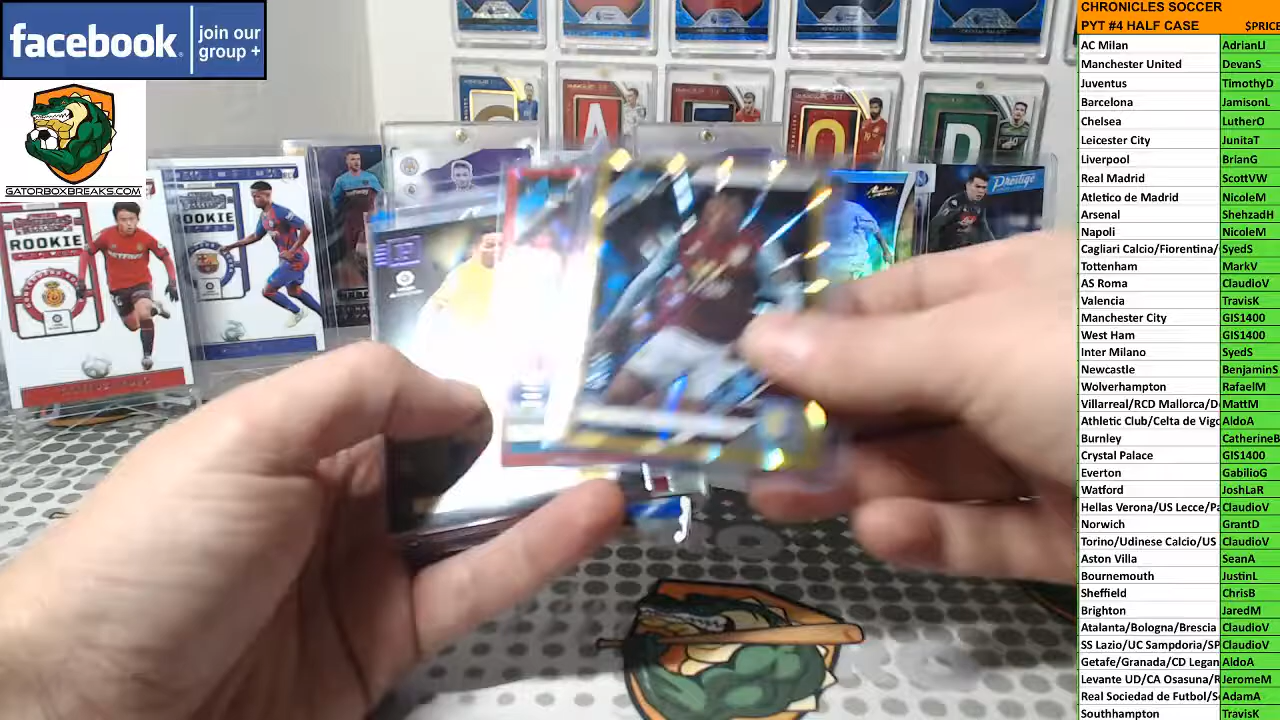 facebook
join our
group +
GATORBOXBREAKS.COM
ROOKIE
ROOKIE
A
O
D
Prestige
CHRONICLES SOCCER
PYT #4 HALF CASE $PRIC
AC Milan AdrianLI
Manchester United DevanS
Juventus TimothyD
Barcelona JamisonL
Chelsea LutherO
Leicester City JunitaT
Liverpool BrianG
Real Madrid ScottVW
Atletico de Madrid NicoleM
Arsenal ShehzadH
Napoli NicoleM
Cagliari Calcio/Fiorentina/ SyedS
Tottenham MarkV
AS Roma ClaudioV
Valencia TravisK
Manchester City GIS1400
West Ham GIS1400
Inter Milano SyedS
Newcastle BenjaminS
Wolverhampton RafaelM
Villarreal/RCD Mallorca/D MattM
Athletic Club/Celta de Vigo AldoA
Burnley CatherineB
Crystal Palace GIS1400
Everton GabilioG
Watford JoshLaR
Hellas Verona/US Lecce/Pa ClaudioV
Norwich GrantD
Torino/Udinese Calcio/US ClaudioV
Aston Villa SeanA
Bournemouth JustinL
Sheffield ChrisB
Brighton JaredM
Atalanta/Bologna/Brescia ClaudioV
SS Lazio/UC Sampdoria/SP ClaudioV
Getafe/Granada/CD Legan AldoA
Levante UD/CA Osasuna/R JeromeM
Real Sociedad de Futbol/S AdamA
Southhampton TravisK